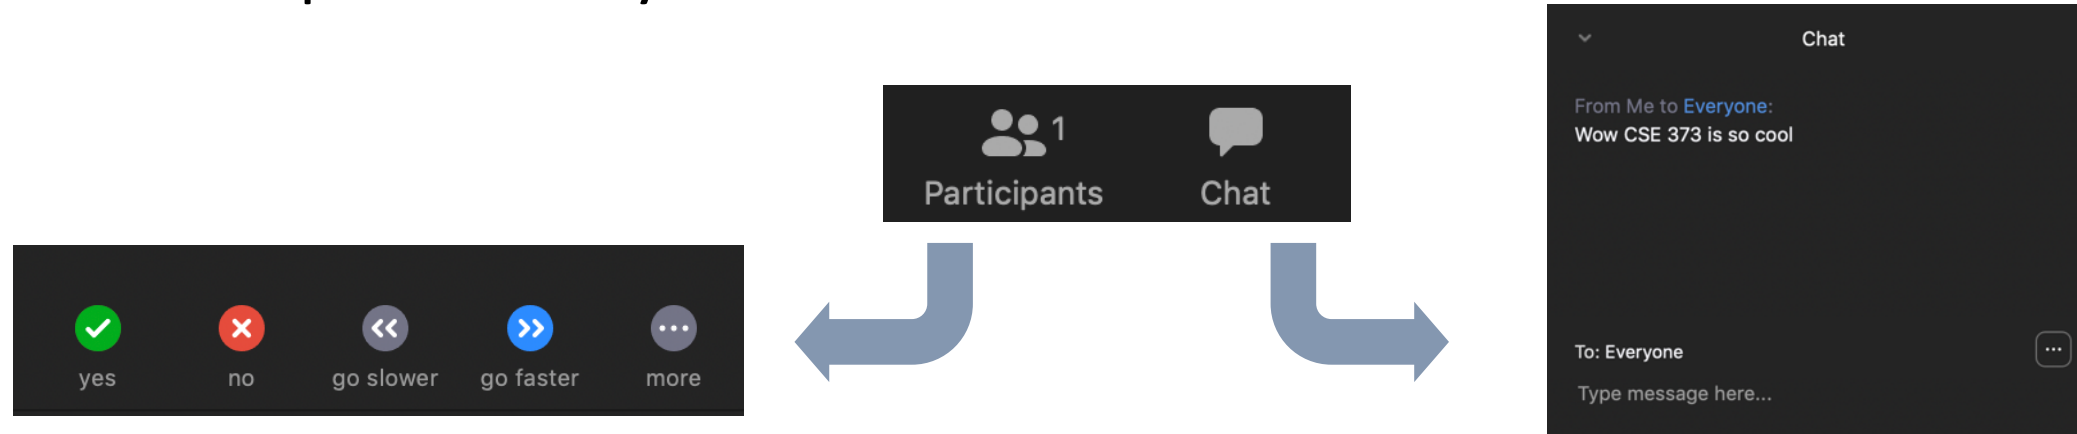 1
Participants
Chat
yes
no
go slower
go faster
more
Chat
From Me to Everyone:
Wow CSE 373 is so cool
To: Everyone
Type message here...